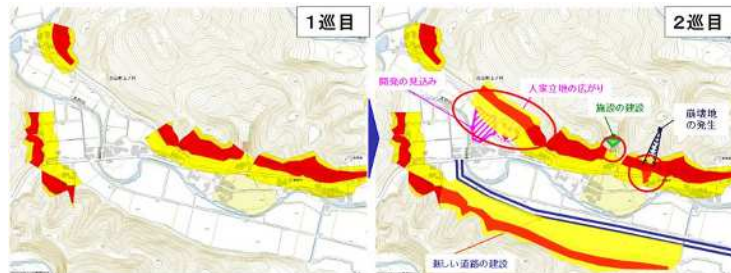 1巡目
2巡目
開発の見込み
人家立地の広がり
施設の建設
崩壊地
の発生
新しい道路の建設